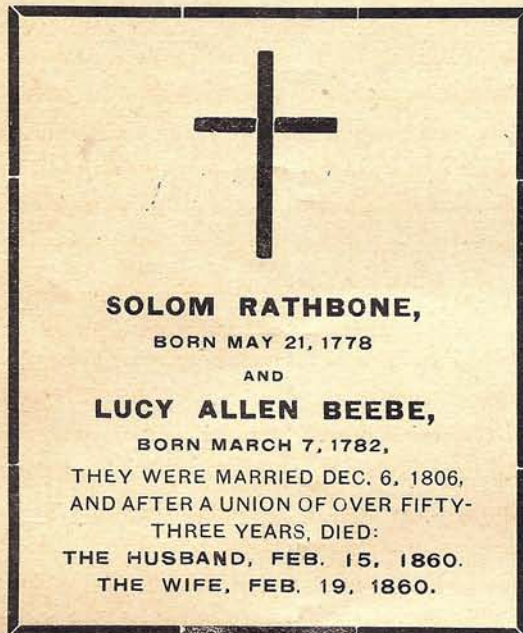 SOLOM RATHBONE,
BORN MAY 21, 1778
AND
LUCY ALLEN BEEBE,
BORN MARCH 7, 1782,
THEY WERE MARRIED DEC. 6, 1806,
AND AFTER A UNION OF OVER FIFTY-
THREE YEARS, DIED:
THE HUSBAND, FEB. 15, 1860.
THE WIFE, FEB. 19, 1860.